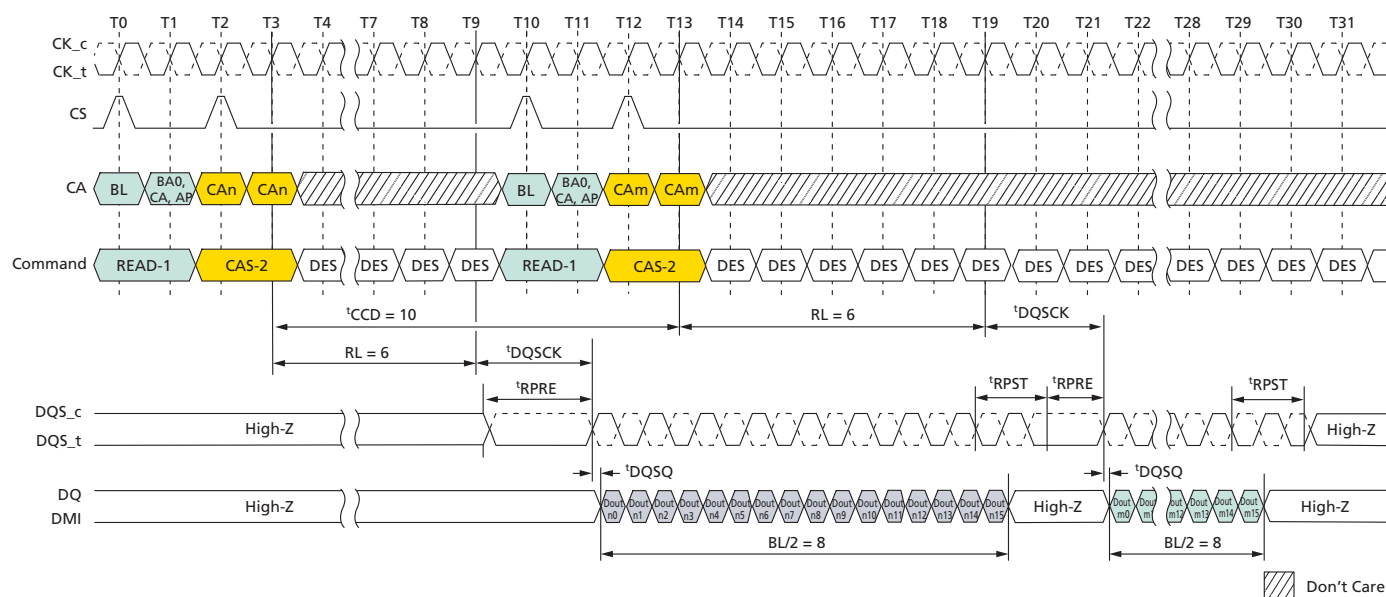 T0 T1 T2 T3 T4 T7 T8 T9 T10 T11 T12 T13 T14 T15 T16 T17 T18 T19 T20 T21 T22 T28 T29 T30 T31
CK_c
CK_t
CS
CA BL BA0, CA, AP CAn CAn BL BA0, CA, AP CAm CAm
Command READ-1 CAS-2 DES DES DES DES READ-1 CAS-2 DES DES DES DES DES DES DES DES DES DES DES DES DES
tCCD = 10 RL = 6 tDQSCK
RL = 6 tDQSCK
tRPRE tRPST tRPRE tRPST
DQS_c
DQS_t High-Z High-Z
tDQSQ tDQSQ
DQ
DMI High-Z Dout n0 Dout n1 Dout n2 Dout n3 Dout n4 Dout n5 Dout n6 Dout n7 Dout n8 Dout n9 Dout n10 Dout n11 Dout n12 Dout n13 Dout n14 Dout n15 High-Z Dout m0 Dout Dout m12 Dout m13 Dout m14 Dout m15 High-Z
BL/2 = 8 BL/2 = 8
Don't Care